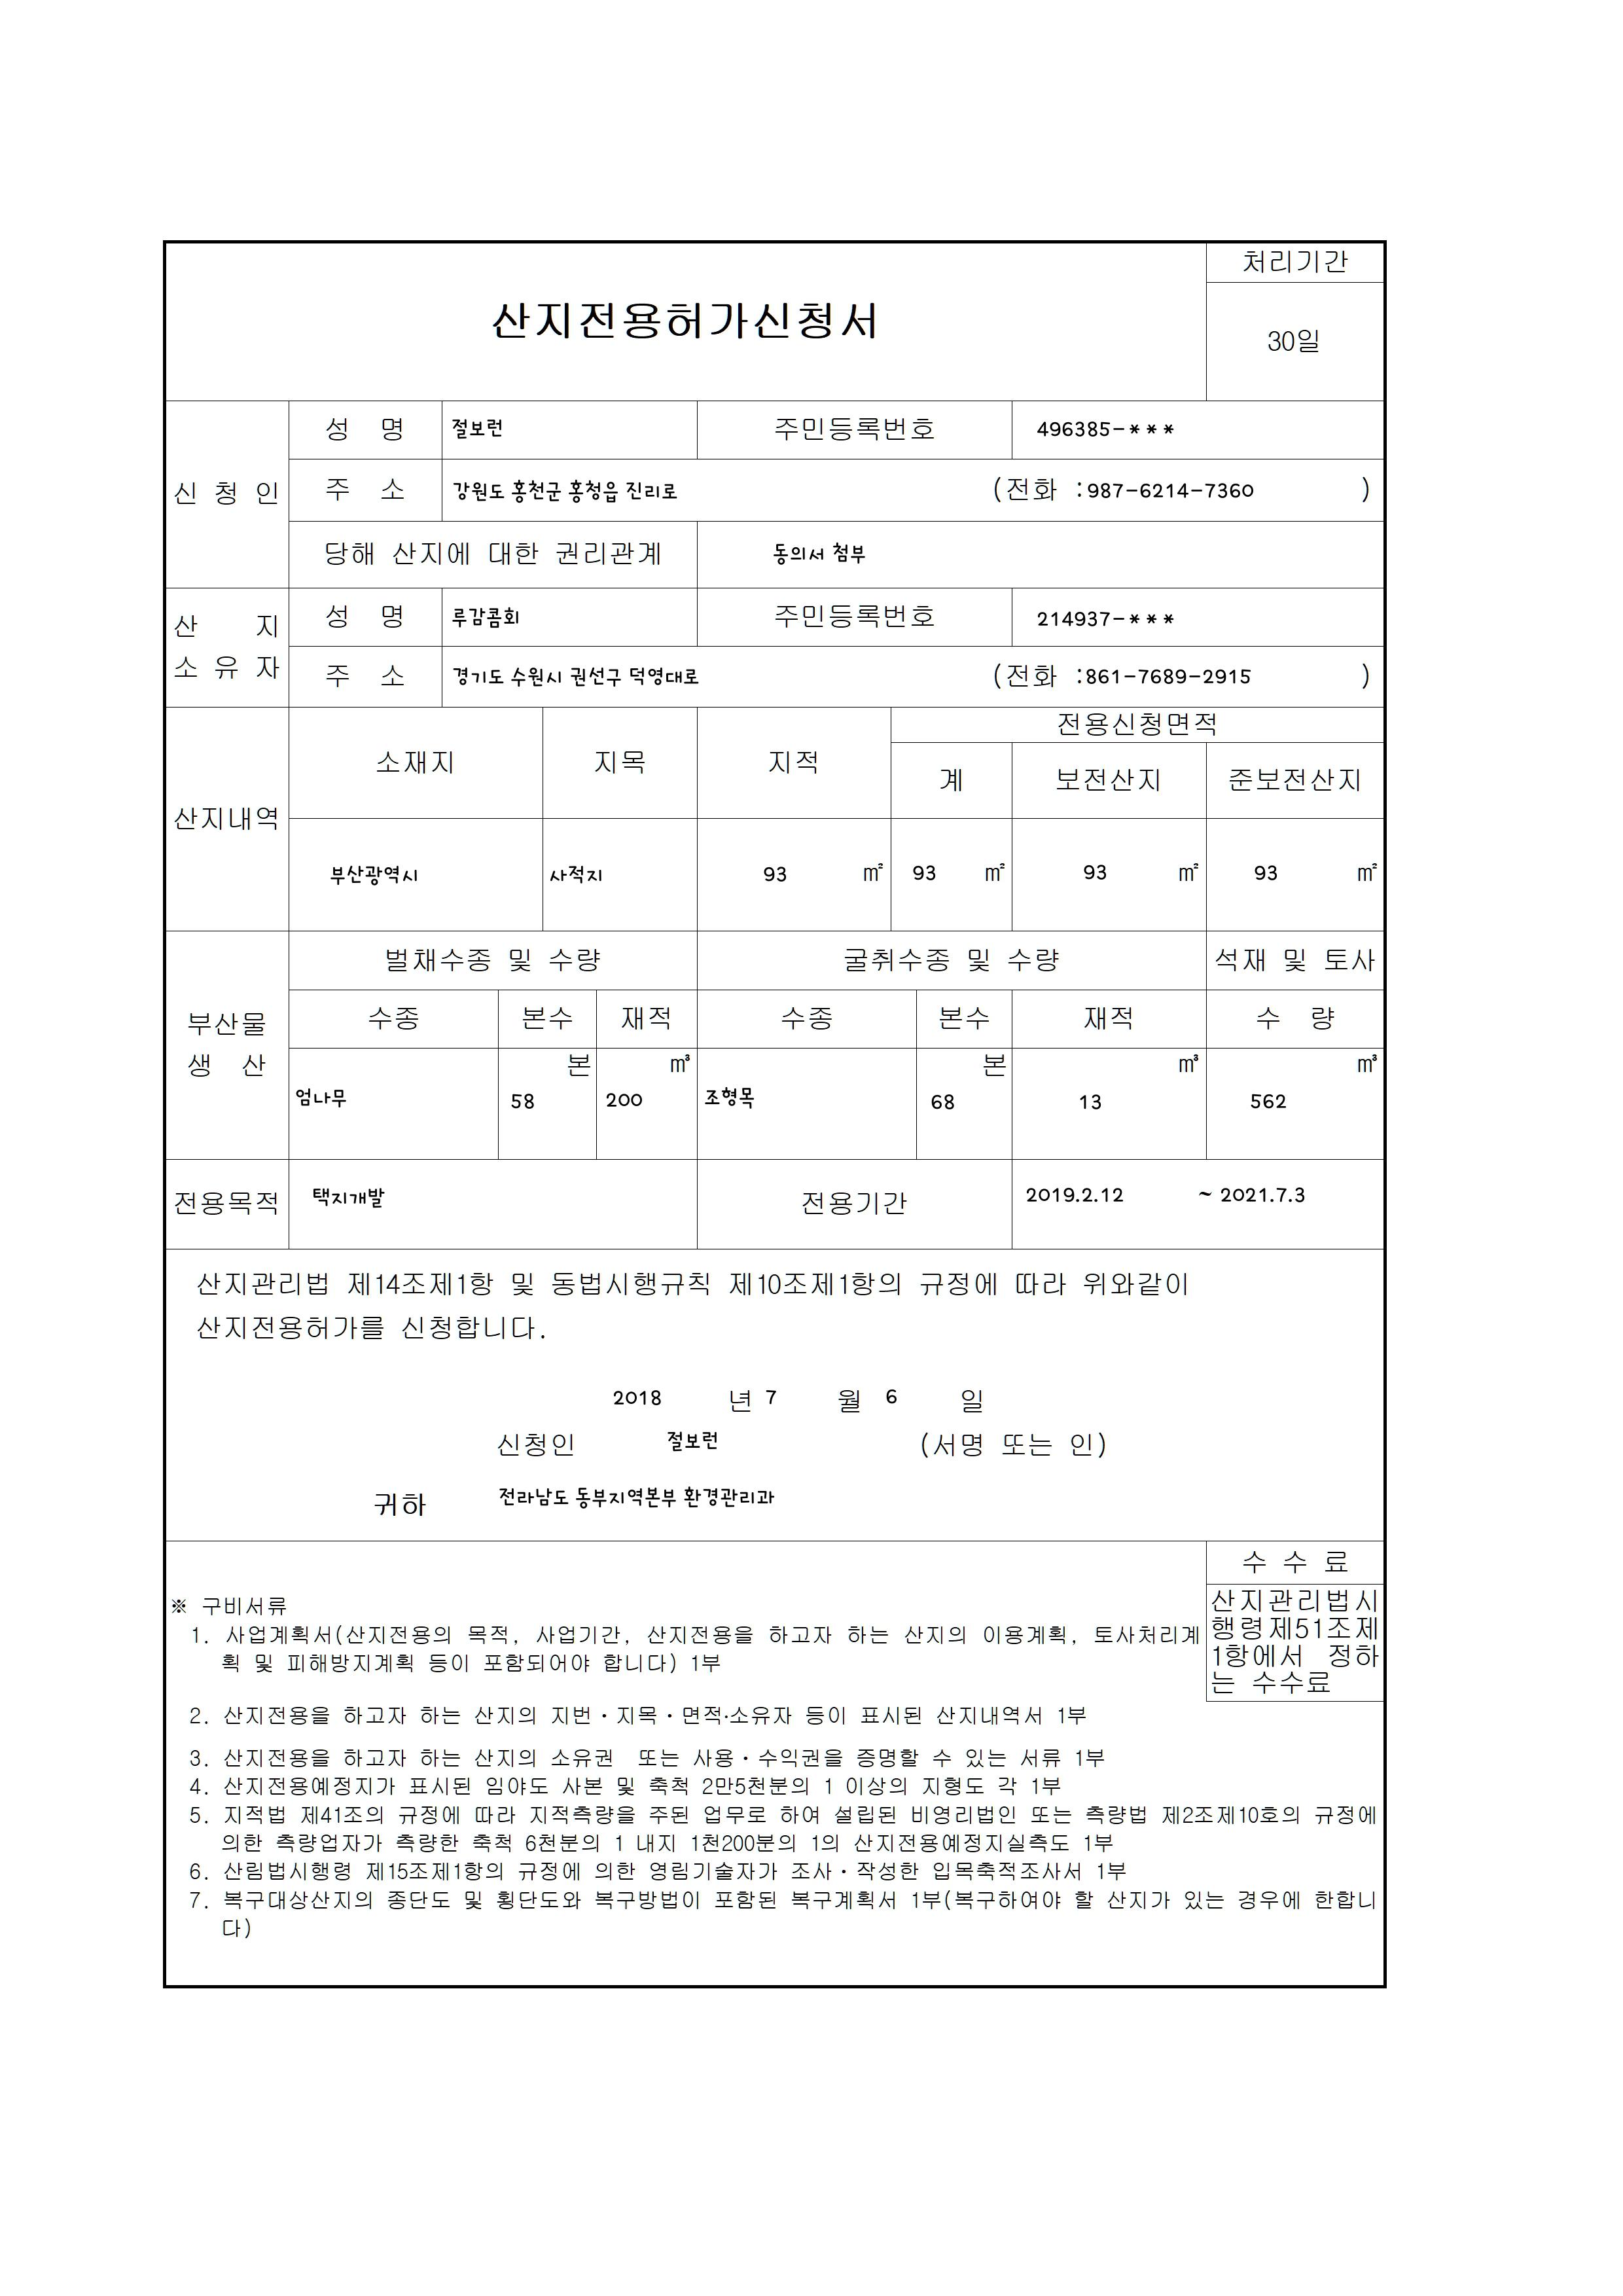 처리기간
산지전용허가신청서
30일
신 청 인
성 명 절보런 주민등록번호 496385-***
주 소 강원도 홍천군 홍청읍 진리로 (전화 :987-6214-7360 )
당해 산지에 대한 권리관계 동의서 첨부
산 지
소 유 자
성 명 루감콤회 주민등록번호 214937-***
주 소 경기도 수원시 권선구 덕영대로 (전화 :861-7689-2915 )
산지내역
소재지 지목 지적 전용신청면적
계 보전산지 준보전산지
부산광역시 사적지 93 ㎡ 93 ㎡ 93 ㎡ 93 ㎡
부산물
생 산
벌채수종 및 수량 굴취수종 및 수량 석재 및 토사
수종 본수 재적 수종 본수 재적 수 량
본 ㎥ 본 ㎥ ㎥
엄나무 58 200 조형목 68 13 562
전용목적 택지개발 전용기간 2019.2.12 ~ 2021.7.3
산지관리법 제14조제1항 및 동법시행규칙 제10조제1항의 규정에 따라 위와같이
산지전용허가를 신청합니다.
2018 년 7 월 6 일
신청인 절보런 (서명 또는 인)
귀하 전라남도 동부지역본부 환경관리과
수 수 료
산지관리법시
행령제51조제
1항에서 정하
는 수수료
※ 구비서류
1. 사업계획서(산지전용의 목적, 사업기간, 산지전용을 하고자 하는 산지의 이용계획, 토사처리계
획 및 피해방지계획 등이 포함되어야 합니다) 1부
2. 산지전용을 하고자 하는 산지의 지번·지목·면적·소유자 등이 표시된 산지내역서 1부
3. 산지전용을 하고자 하는 산지의 소유권 또는 사용·수익권을 증명할 수 있는 서류 1부
4. 산지전용예정지가 표시된 임야도 사본 및 축척 2만5천분의 1 이상의 지형도 각 1부
5. 지적법 제41조의 규정에 따라 지적측량을 주된 업무로 하여 설립된 비영리법인 또는 측량법 제2조제10호의 규정에
의한 측량업자가 측량한 축척 6천분의 1 내지 1천200분의 1의 산지전용예정지실측도 1부
6. 산림법시행령 제15조제1항의 규정에 의한 영림기술자가 조사·작성한 입목축적조사서 1부
7. 복구대상산지의 종단도 및 횡단도와 복구방법이 포함된 복구계획서 1부(복구하여야 할 산지가 있는 경우에 한합니
다)